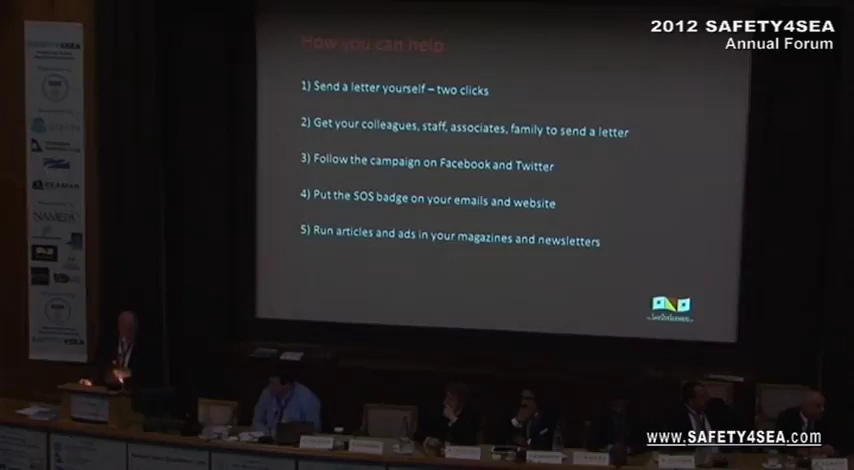 2012 SAFETY4SEA
Annual Forum
How you can help
1) Send a letter yourself – two clicks
2) Get your colleagues, staff, associates, family to send a letter
3) Follow the campaign on Facebook and Twitter
4) Put the SOS badge on your emails and website
5) Run articles and ads in your magazines and newsletters
SAFETY4SEA
NAMEPA
www.SAFETY4SEA.com